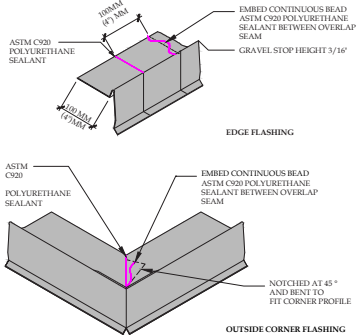 100MM
(4") MM
EMBED CONTINUOUS BEAD
ASTM C920 POLYURETHANE
SEALANT BETWEEN OVERLAP
SEAM
ASTM C920
POLYURETHANE
SEALANT
GRAVEL STOP HEIGHT 3/16"
100 MM
(4") MM
EDGE FLASHING
ASTM
C920
POLYURETHANE
SEALANT
EMBED CONTINUOUS BEAD
ASTM C920 POLYURETHANE
SEALANT BETWEEN OVERLAP
SEAM
NOTCHED AT 45 °
AND BENT TO
FIT CORNER PROFILE
OUTSIDE CORNER FLASHING